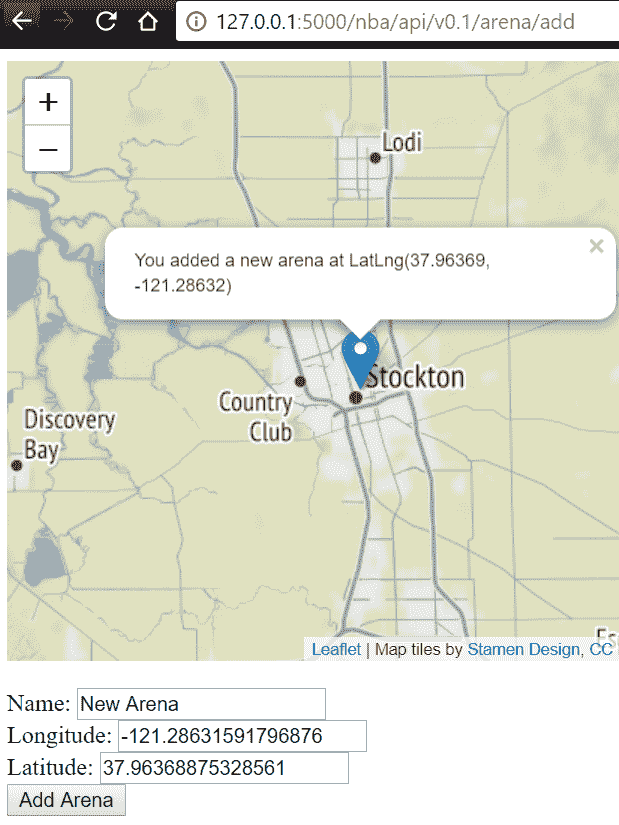 127.0.0.1:5000/nba/api/v0.1/arena/add
+
−
Lodi
You added a new arena at LatLng(37.96369,
-121.28632)
×
Stockton
Country
Club
Discovery
Bay
Leaflet | Map tiles by Stamen Design, CC
Name: New Arena
Longitude: -121.28631591796876
Latitude: 37.96368875328561
Add Arena